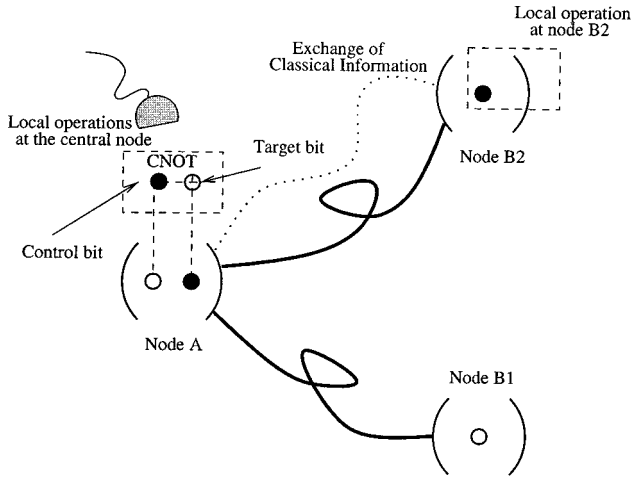 Local operation
at node B2
Exchange of
Classical Information
Local operations
at the central node
CNOT
Target bit
Node B2
Control bit
Node A
Node B1